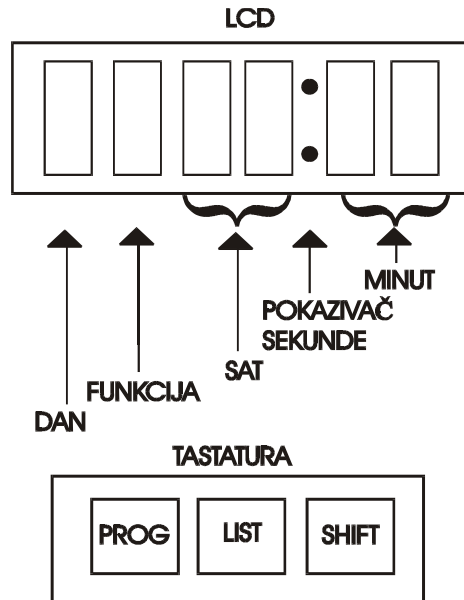 LCD
MINUT
POKAZIVAČ
SEKUNDE
SAT
FUNKCIJA
DAN
TASTATURA
PROG LIST SHIFT